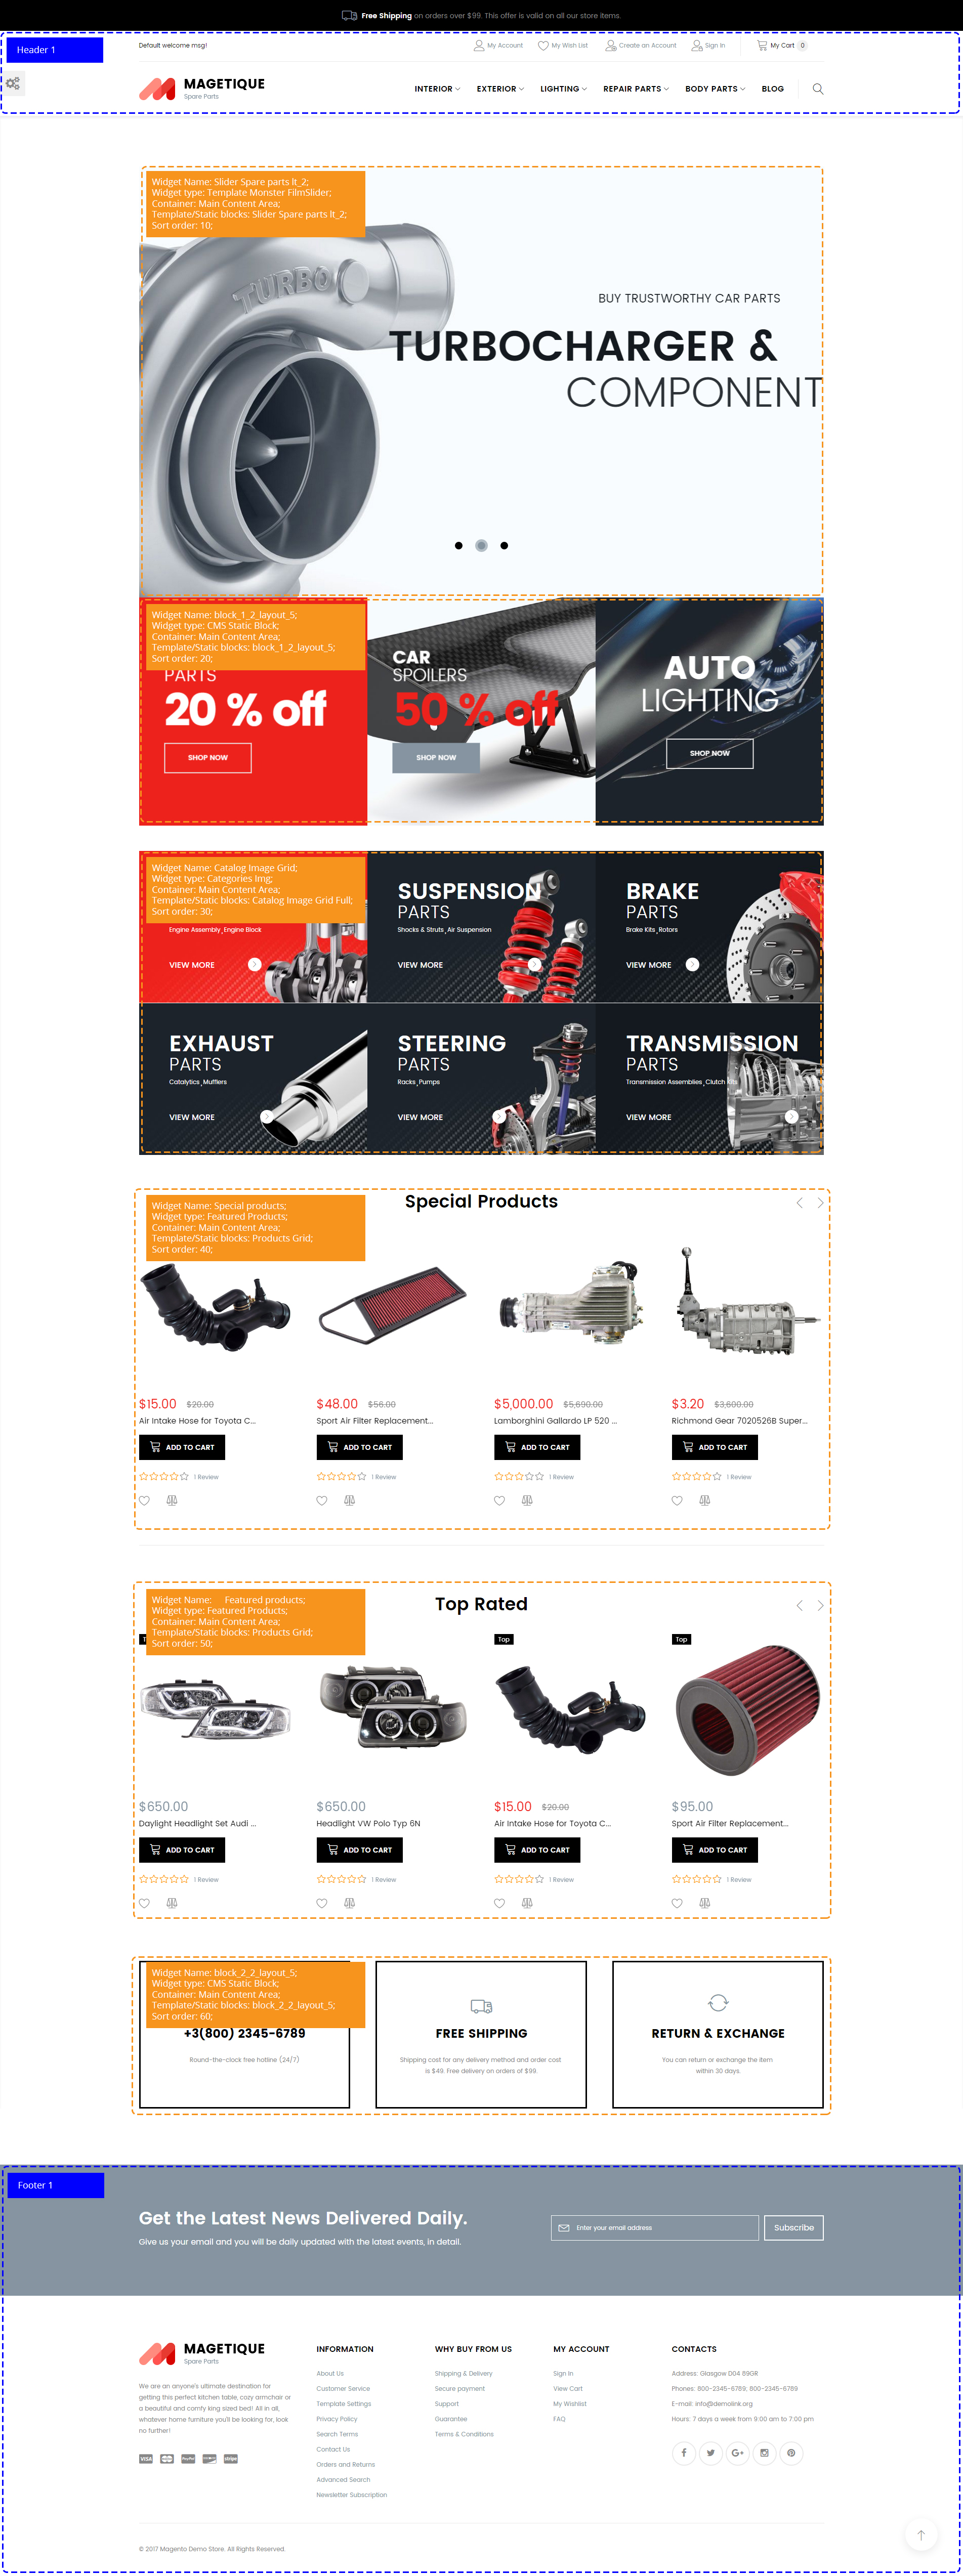 Free Shipping on orders over $99. This offer is valid on all our store items.
Header 1
Default welcome msg!
My Account
My Wish List
Create an Account
Sign In
My Cart 0
MAGETIQUE
Spare Parts
INTERIOR
EXTERIOR
LIGHTING
REPAIR PARTS
BODY PARTS
BLOG
Widget Name: Slider Spare parts lt_2;
Widget type: Template Monster FilmSlider;
Container: Main Content Area;
Template/Static blocks: Slider Spare parts lt_2;
Sort order: 10;
TURBO
BUY TRUSTWORTHY CAR PARTS
TURBOCHARGER &
COMPONENT
Widget Name: block_1_2_layout_5;
Widget type: CMS Static Block;
Container: Main Content Area;
Template/Static blocks: block_1_2_layout_5;
Sort order: 20;
PARTS
20 % off
SHOP NOW
CAR
SPOILERS
50 % off
SHOP NOW
AUTO
LIGHTING
SHOP NOW
Widget Name: Catalog Image Grid;
Widget type: Categories Img;
Container: Main Content Area;
Template/Static blocks: Catalog Image Grid Full;
Sort order: 30;
Engine Assembly, Engine Block
VIEW MORE
SUSPENSION
PARTS
Shocks & Struts, Air Suspension
VIEW MORE
BRAKE
PARTS
Brake Kits, Rotors
VIEW MORE
EXHAUST
PARTS
Catalytics, Mufflers
VIEW MORE
STEERING
PARTS
Racks, Pumps
VIEW MORE
TRANSMISSION
PARTS
Transmission Assemblies, Clutch Kits
VIEW MORE
Widget Name: Special products;
Widget type: Featured Products;
Container: Main Content Area;
Template/Static blocks: Products Grid;
Sort order: 40;
Special Products
$15.00 $20.00
Air Intake Hose for Toyota C...
ADD TO CART
1 Review
$48.00 $56.00
Sport Air Filter Replacement...
ADD TO CART
1 Review
$5,000.00 $5,690.00
Lamborghini Gallardo LP 520 ...
ADD TO CART
1 Review
$3.20 $3,600.00
Richmond Gear 7020526B Super...
ADD TO CART
1 Review
Widget Name: Featured products;
Widget type: Featured Products;
Container: Main Content Area;
Template/Static blocks: Products Grid;
Sort order: 50;
Top Rated
Top
Top
$650.00
Daylight Headlight Set Audi ...
ADD TO CART
1 Review
$650.00
Headlight VW Polo Typ 6N
ADD TO CART
1 Review
$15.00 $20.00
Air Intake Hose for Toyota C...
ADD TO CART
1 Review
$95.00
Sport Air Filter Replacement...
ADD TO CART
1 Review
Widget Name: block_2_2_layout_5;
Widget type: CMS Static Block;
Container: Main Content Area;
Template/Static blocks: block_2_2_layout_5;
Sort order: 60;
+3(800) 2345-6789
Round-the-clock free hotline (24/7)
FREE SHIPPING
Shipping cost for any delivery method and order cost
is $49. Free delivery on orders of $99.
RETURN & EXCHANGE
You can return or exchange the item
within 30 days.
Footer 1
Get the Latest News Delivered Daily.
Give us your email and you will be daily updated with the latest events, in detail.
Enter your email address
Subscribe
MAGETIQUE
Spare Parts
We are an anyone's ultimate destination for
getting this perfect kitchen table, cozy armchair or
a beautiful and comfy king sized bed! All in all,
whatever home furniture you'll be looking for, look
no further!
VISA
PayPal
stripe
INFORMATION
About Us
Customer Service
Template Settings
Privacy Policy
Search Terms
Contact Us
Orders and Returns
Advanced Search
Newsletter Subscription
WHY BUY FROM US
Shipping & Delivery
Secure payment
Support
Guarantee
Terms & Conditions
MY ACCOUNT
Sign In
View Cart
My Wishlist
FAQ
CONTACTS
Address: Glasgow D04 89GR
Phones: 800-2345-6789, 800-2345-6789
E-mail: info@demolink.org
Hours: 7 days a week from 9:00 am to 7:00 pm
© 2017 Magento Demo Store. All Rights Reserved.